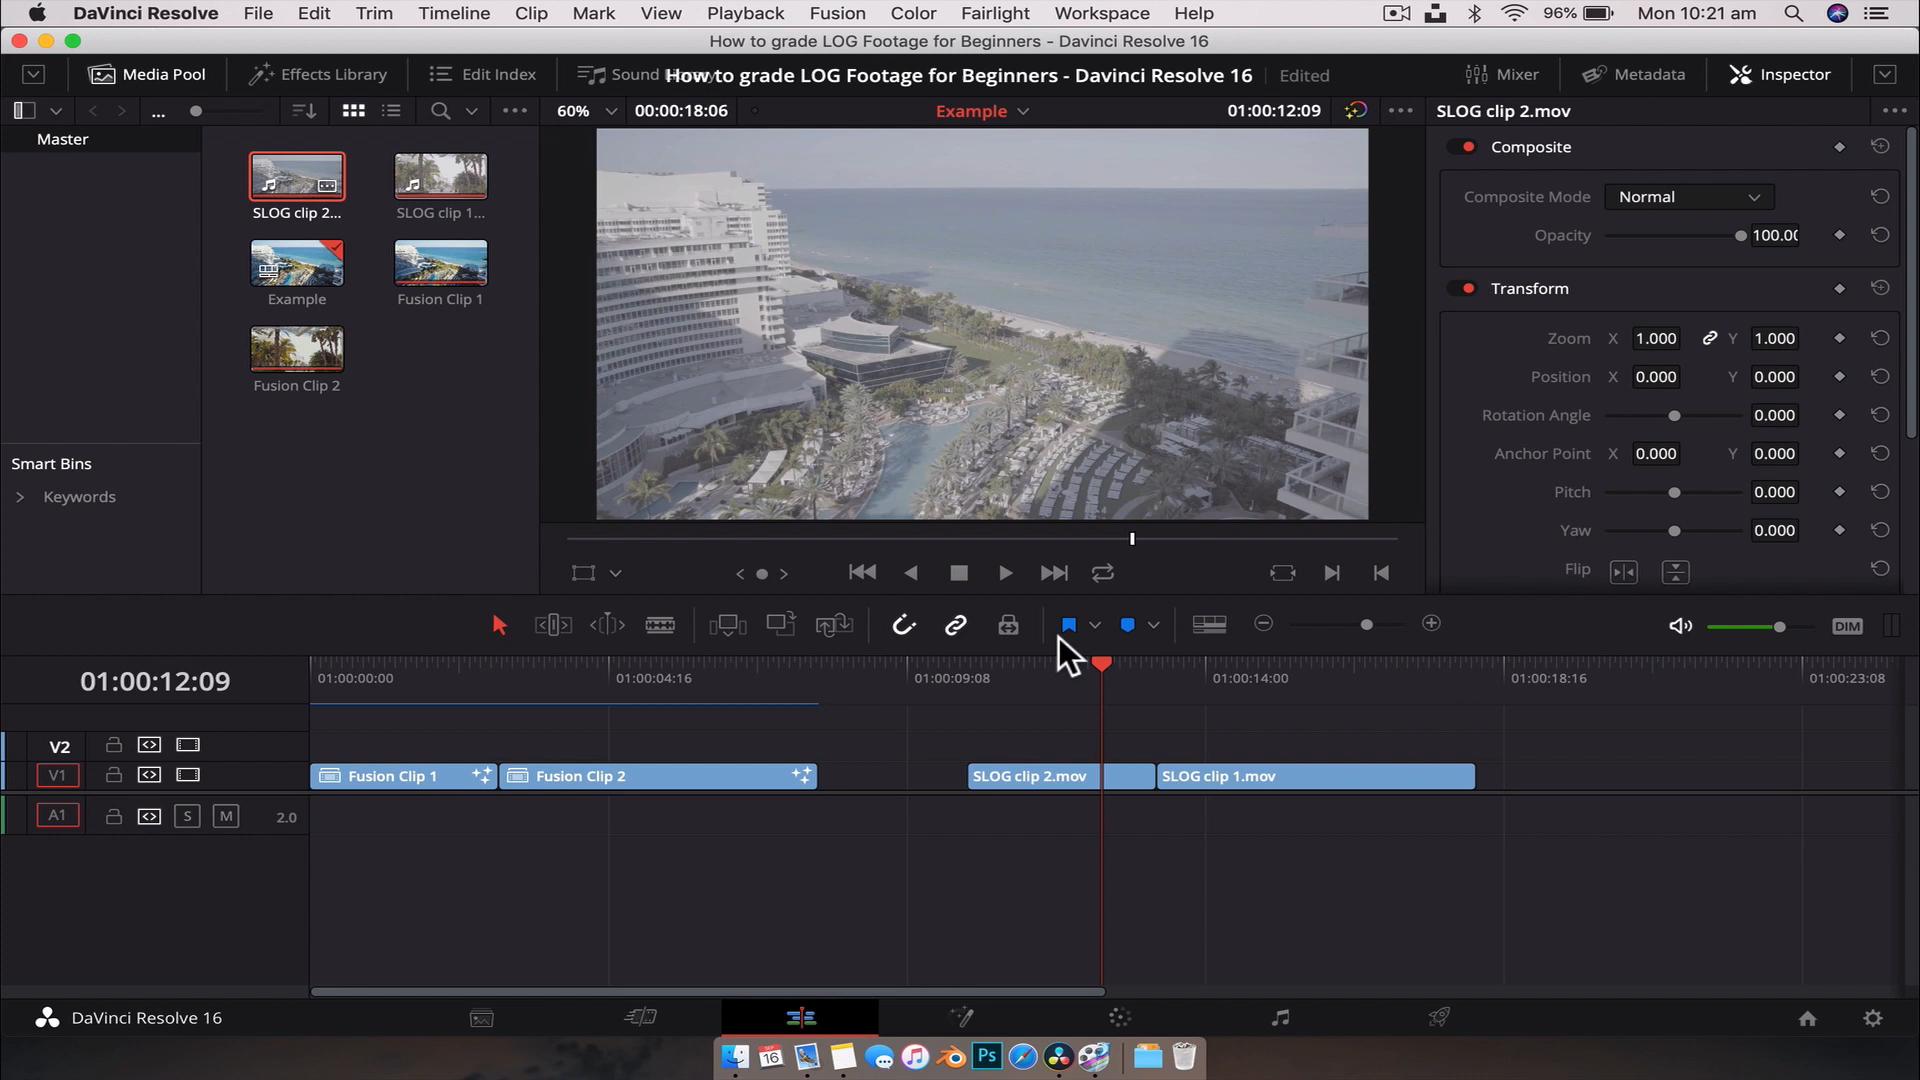 DaVinci Resolve File Edit Trim Timeline Clip Mark View Playback Fusion Color Fairlight Workspace Help 96% Mon 10:21 am
How to grade LOG Footage for Beginners - Davinci Resolve 16
Media Pool Effects Library Edit Index Sound How to grade LOG Footage for Beginners - Davinci Resolve 16 Edited Mixer Metadata Inspector
... 60% 00:00:18:06 Example 01:00:12:09 SLOG clip 2.mov
Master
Composite
Composite Mode Normal
SLOG clip 2... SLOG clip 1...
Opacity 100.00
Transform
Example Fusion Clip 1
Zoom X 1.000 Y 1.000
Position X 0.000 Y 0.000
Fusion Clip 2
Rotation Angle 0.000
Anchor Point X 0.000 Y 0.000
Smart Bins
Pitch 0.000
Keywords
Yaw 0.000
Flip
DIM
01:00:12:09 01:00:00:00 01:00:04:16 01:00:09:08 01:00:14:00 01:00:18:16 01:00:23:08
V2
V1 Fusion Clip 1 Fusion Clip 2 SLOG clip 2.mov SLOG clip 1.mov
A1 S M 2.0
DaVinci Resolve 16
SEP 16 Ps